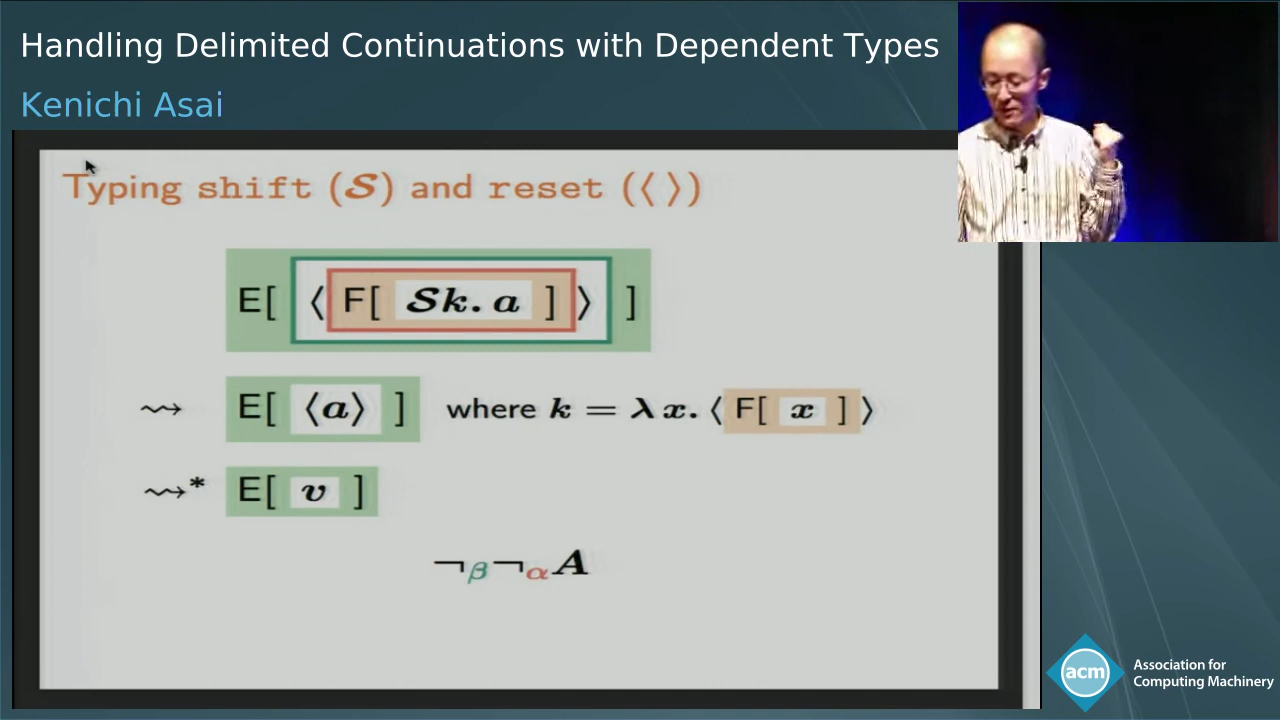 Handling Delimited Continuations with Dependent Types
Kenichi Asai
Typing shift (𝓢) and reset (⟨ ⟩)
E[ ⟨ F[ 𝓢k. a ] ⟩ ]
⇝ E[ ⟨a⟩ ] where k = λ x. ⟨ F[ x ] ⟩
⇝* E[ v ]
¬β¬αA
acm Association for
Computing Machinery